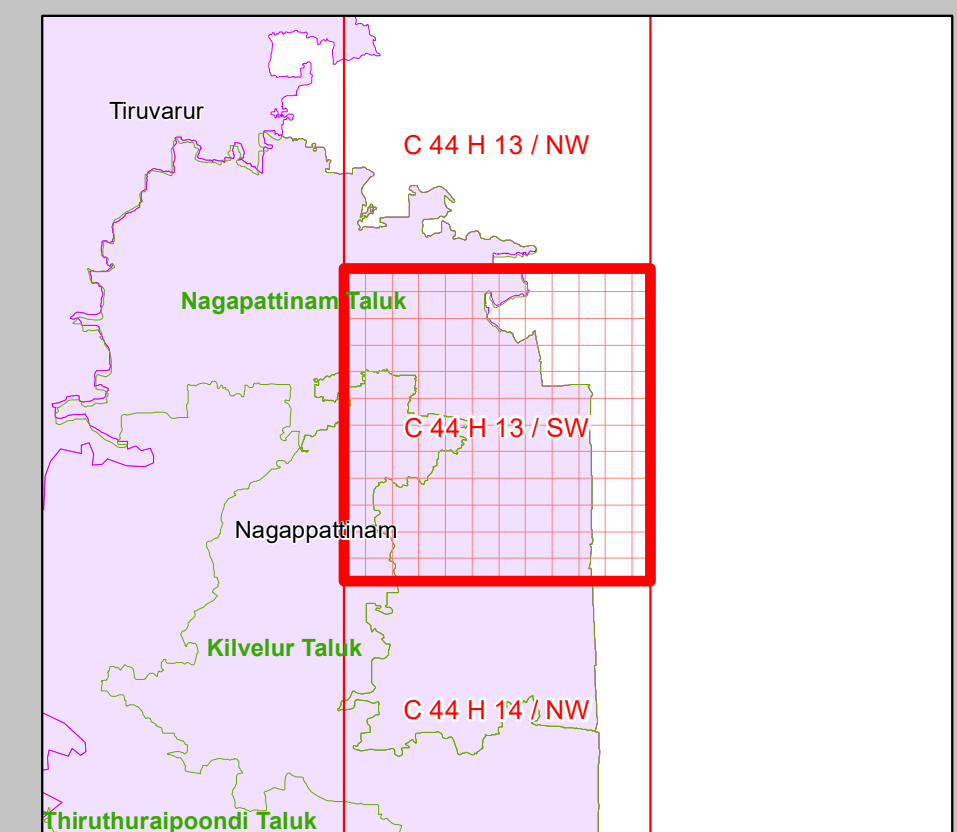 Tiruvarur
C 44 H 13 / NW
Nagapattinam Taluk
C 44 H 13 / SW
Nagappattinam
Kilvelur Taluk
C 44 H 14 / NW
Thiruthuraipoondi Taluk